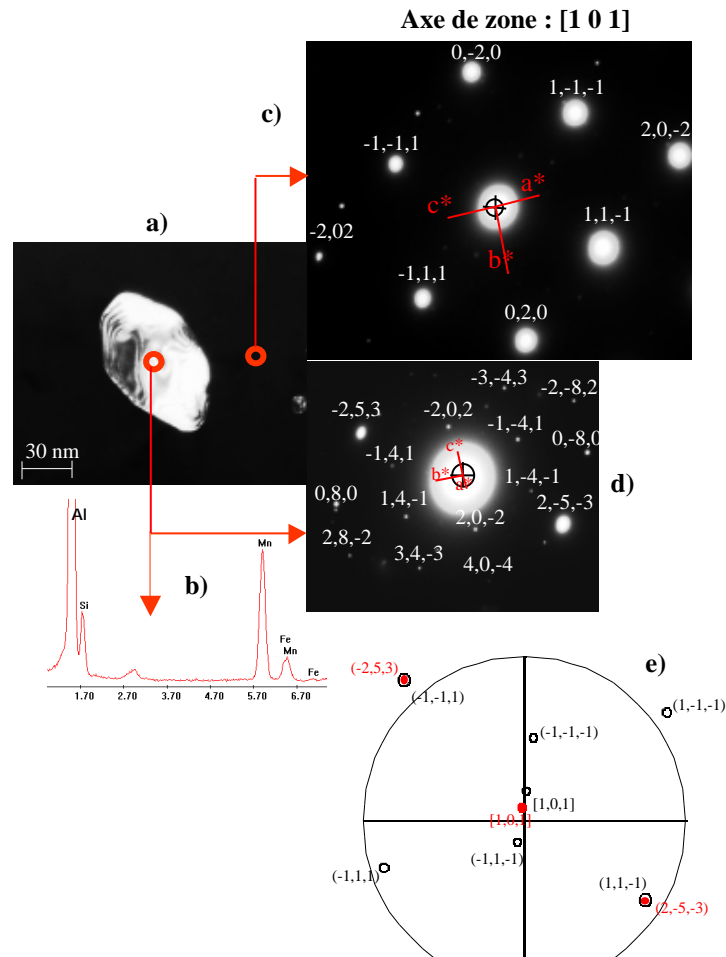 Axe de zone : [1 0 1]
c)
0,-2,0
1,-1,-1
2,0,-2
-1,-1,1
a*
c*
b*
1,1,-1
-2,02
-1,1,1
0,2,0
a)
30 nm
-3,-4,3
-2,-8,2
-2,5,3
-2,0,2
-1,-4,1
0,-8,0
c*
-1,4,1
b*
a*
1,-4,-1
d)
0,8,0
1,4,-1
2,-5,-3
2,0,-2
2,8,-2
3,4,-3
4,0,-4
b)
Al
Si
Mn
Fe
Mn
Fe
1.70 2.70 3.70 4.70 5.70 6.70
e)
(-2,5,3)
(-1,-1,1)
(1,-1,-1)
(-1,-1,-1)
[1,0,1]
[1,0,1]
(-1,1,-1)
(-1,1,1)
(1,1,-1)
(2,-5,-3)